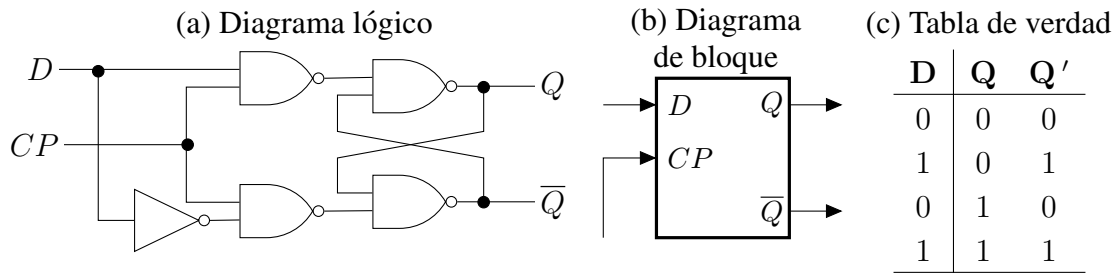 (a) Diagrama lógico
D
CP
Q
Q̅
(b) Diagrama
de bloque
D
Q
CP
Q̅
(c) Tabla de verdad
D Q Q′
0 0 0
1 0 1
0 1 0
1 1 1